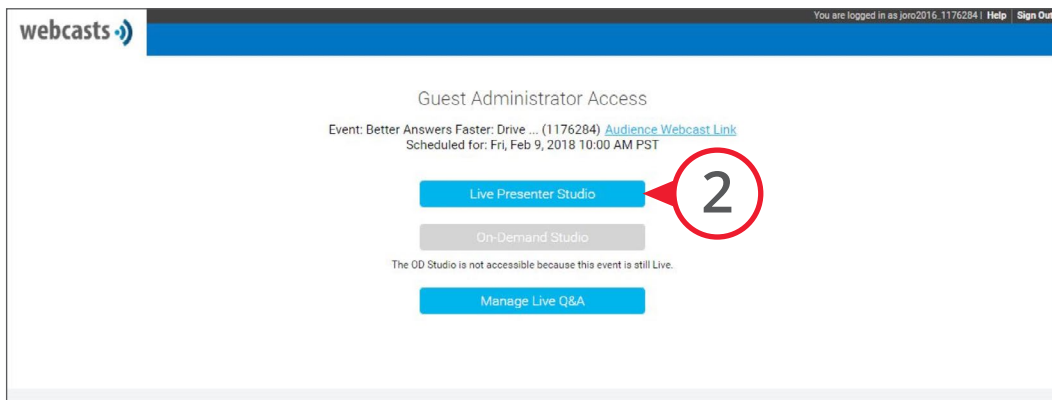 You are logged in as joro2016_1176284 | Help | Sign Out
webcasts
Guest Administrator Access
Event: Better Answers Faster: Drive ... (1176284) Audience Webcast Link
Scheduled for: Fri, Feb 9, 2018 10:00 AM PST
Live Presenter Studio
2
On-Demand Studio
The OD Studio is not accessible because this event is still Live.
Manage Live Q&A